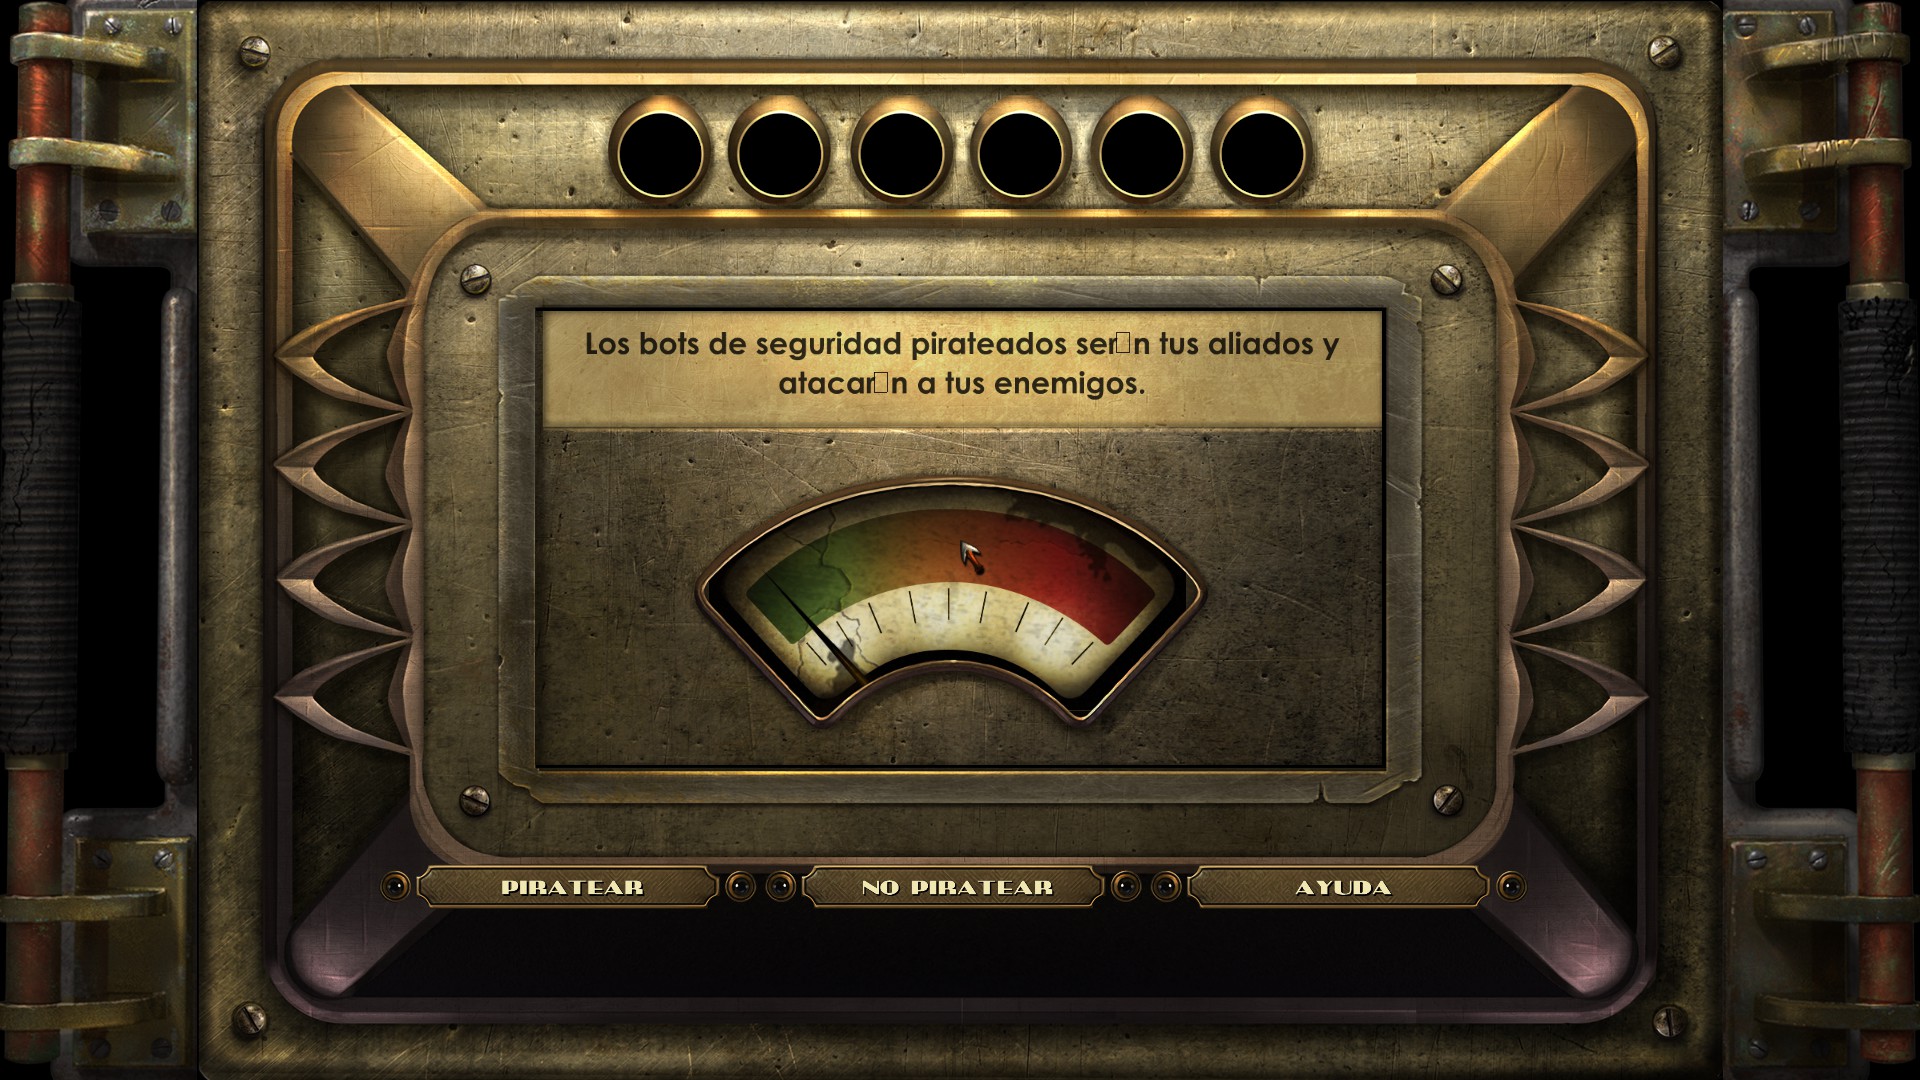 Los bots de seguridad pirateados ser□n tus aliados y
atacar□n a tus enemigos.
PIRATEAR
NO PIRATEAR
AYUDA